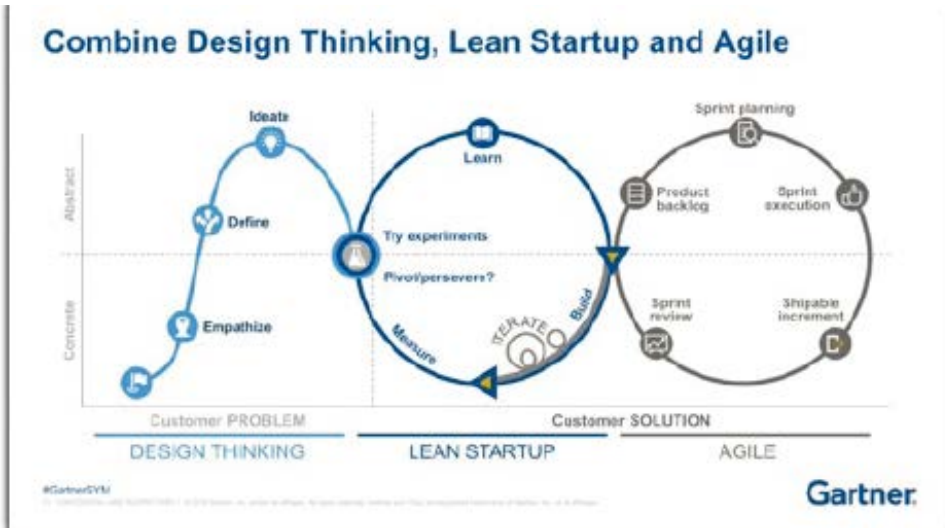 Combine Design Thinking, Lean Startup and Agile
Ideate
Define
Empathize
Abstract
Concrete
Learn
Try experiments
Pivot/persevere?
Measure
ITERATE
Build
Sprint planning
Product
backlog
Sprint
execution
Sprint
review
Shipable
increment
Customer PROBLEM
Customer SOLUTION
DESIGN THINKING
LEAN STARTUP
AGILE
#GartnerSYM
Gartner.